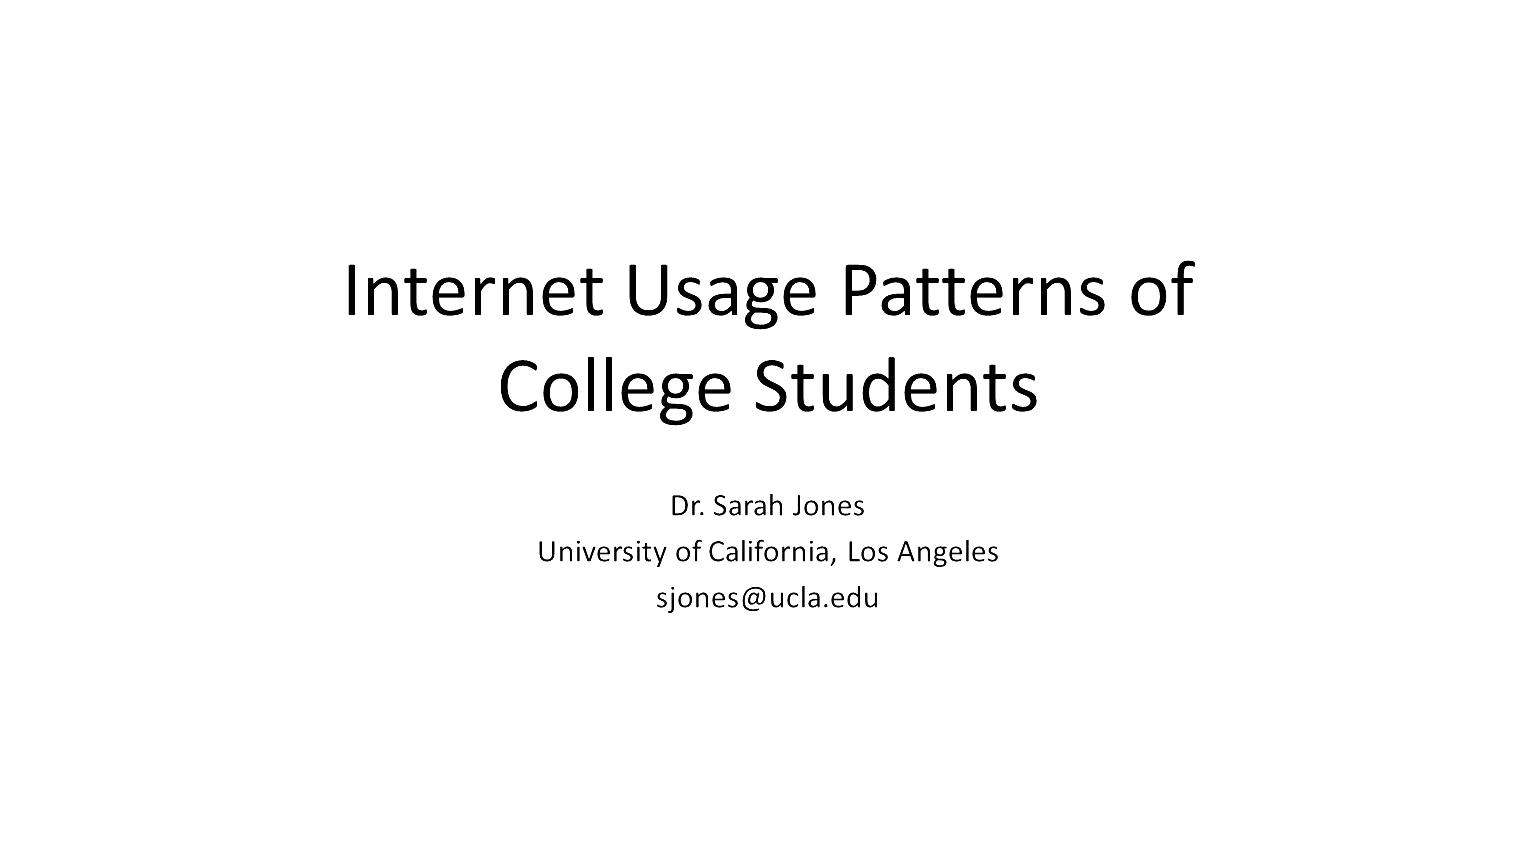 Internet Usage Patterns of
College Students
Dr. Sarah Jones
University of California, Los Angeles
sjones@ucla.edu